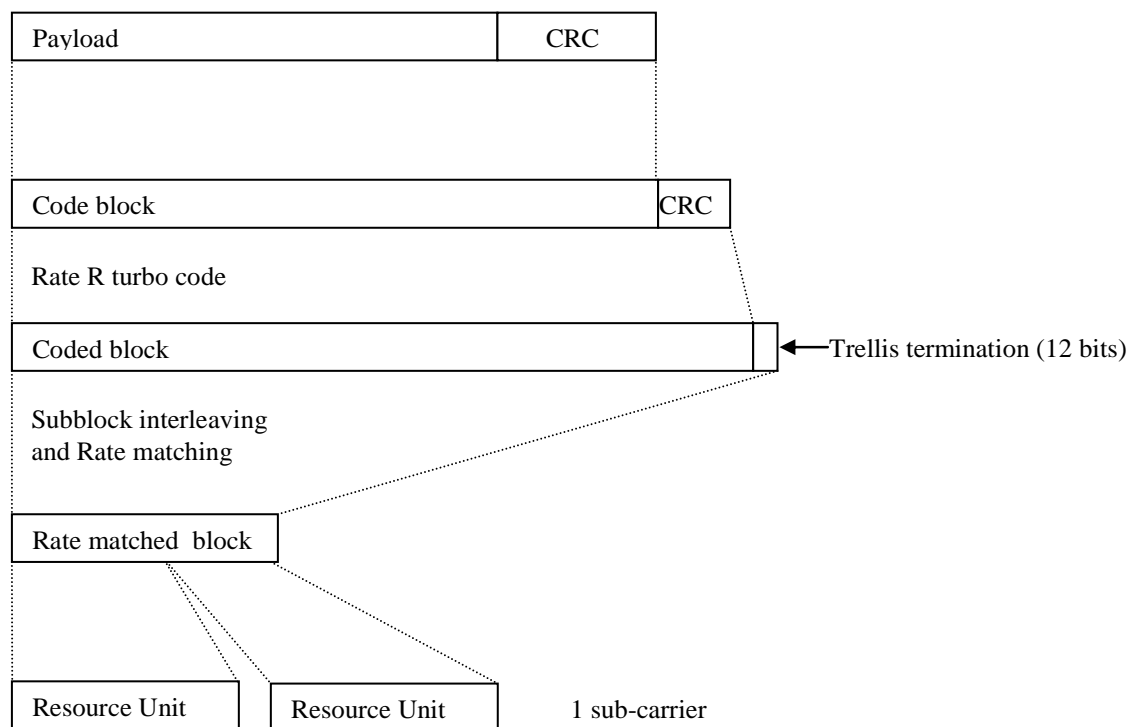 Payload
CRC
Code block
CRC
Rate R turbo code
Coded block
Trellis termination (12 bits)
Subblock interleaving
and Rate matching
Rate matched block
Resource Unit
Resource Unit
1 sub-carrier